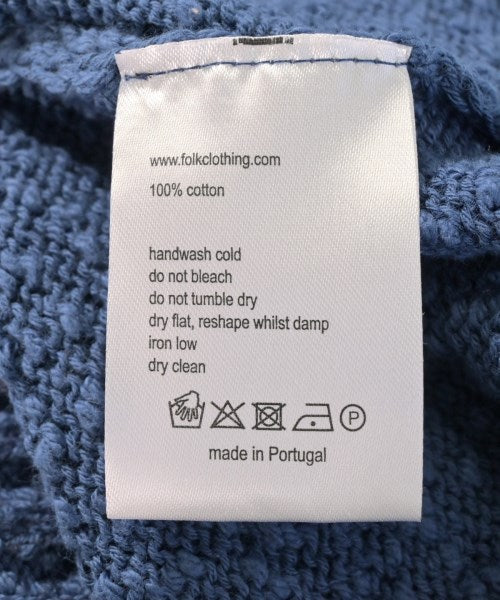 www.folkclothing.com
100% cotton
handwash cold
do not bleach
do not tumble dry
dry flat, reshape whilst damp
iron low
dry clean
P
made in Portugal